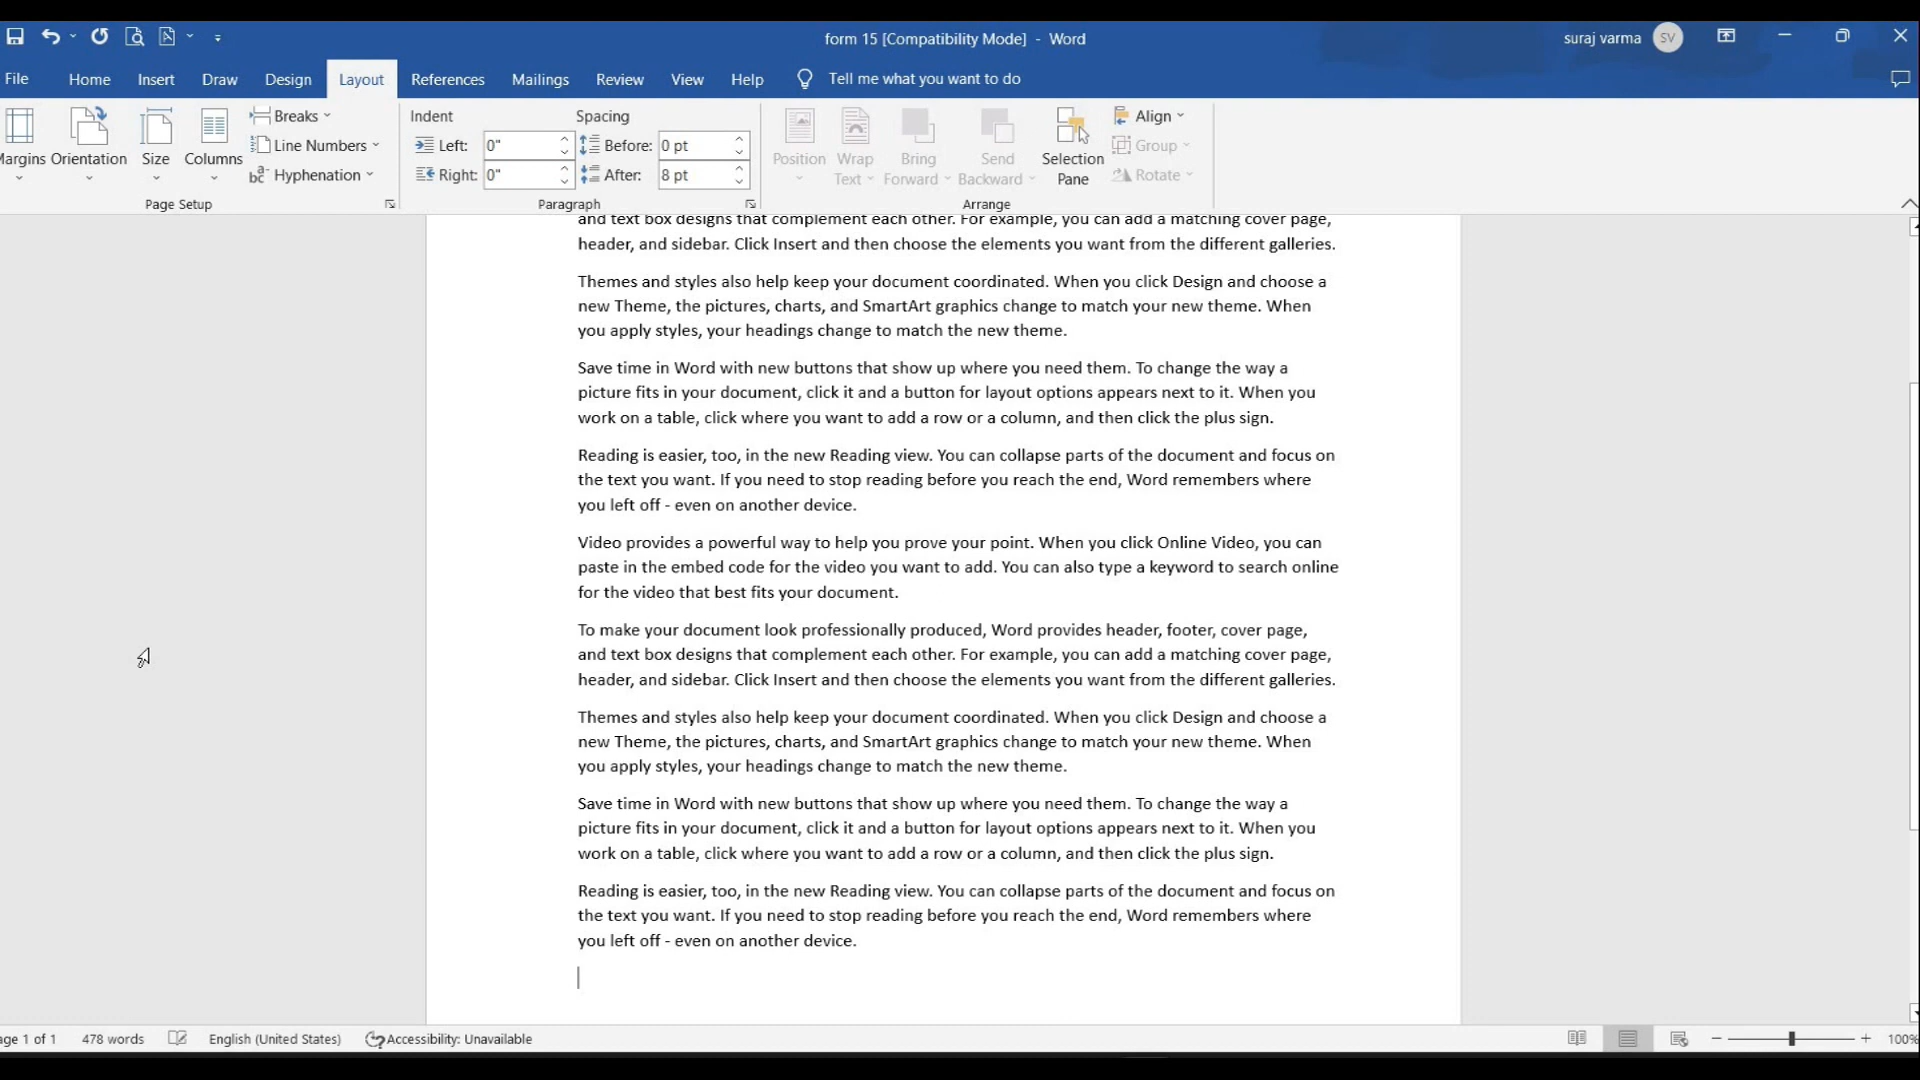 form 15 [Compatibility Mode] - Word
suraj varma SV
File Home Insert Draw Design Layout References Mailings Review View Help Tell me what you want to do
Breaks Indent Spacing Align
Line Numbers Left: 0" Before: 0 pt Group
argins Orientation Size Columns Position Wrap Bring Send Selection
Hyphenation Right: 0" After: 8 pt Text Forward Backward Pane Rotate
Page Setup Paragraph Arrange
and text box designs that complement each other. For example, you can add a matching cover page,
header, and sidebar. Click Insert and then choose the elements you want from the different galleries.
Themes and styles also help keep your document coordinated. When you click Design and choose a
new Theme, the pictures, charts, and SmartArt graphics change to match your new theme. When
you apply styles, your headings change to match the new theme.
Save time in Word with new buttons that show up where you need them. To change the way a
picture fits in your document, click it and a button for layout options appears next to it. When you
work on a table, click where you want to add a row or a column, and then click the plus sign.
Reading is easier, too, in the new Reading view. You can collapse parts of the document and focus on
the text you want. If you need to stop reading before you reach the end, Word remembers where
you left off - even on another device.
Video provides a powerful way to help you prove your point. When you click Online Video, you can
paste in the embed code for the video you want to add. You can also type a keyword to search online
for the video that best fits your document.
To make your document look professionally produced, Word provides header, footer, cover page,
and text box designs that complement each other. For example, you can add a matching cover page,
header, and sidebar. Click Insert and then choose the elements you want from the different galleries.
Themes and styles also help keep your document coordinated. When you click Design and choose a
new Theme, the pictures, charts, and SmartArt graphics change to match your new theme. When
you apply styles, your headings change to match the new theme.
Save time in Word with new buttons that show up where you need them. To change the way a
picture fits in your document, click it and a button for layout options appears next to it. When you
work on a table, click where you want to add a row or a column, and then click the plus sign.
Reading is easier, too, in the new Reading view. You can collapse parts of the document and focus on
the text you want. If you need to stop reading before you reach the end, Word remembers where
you left off - even on another device.
age 1 of 1 478 words English (United States) Accessibility: Unavailable 100%